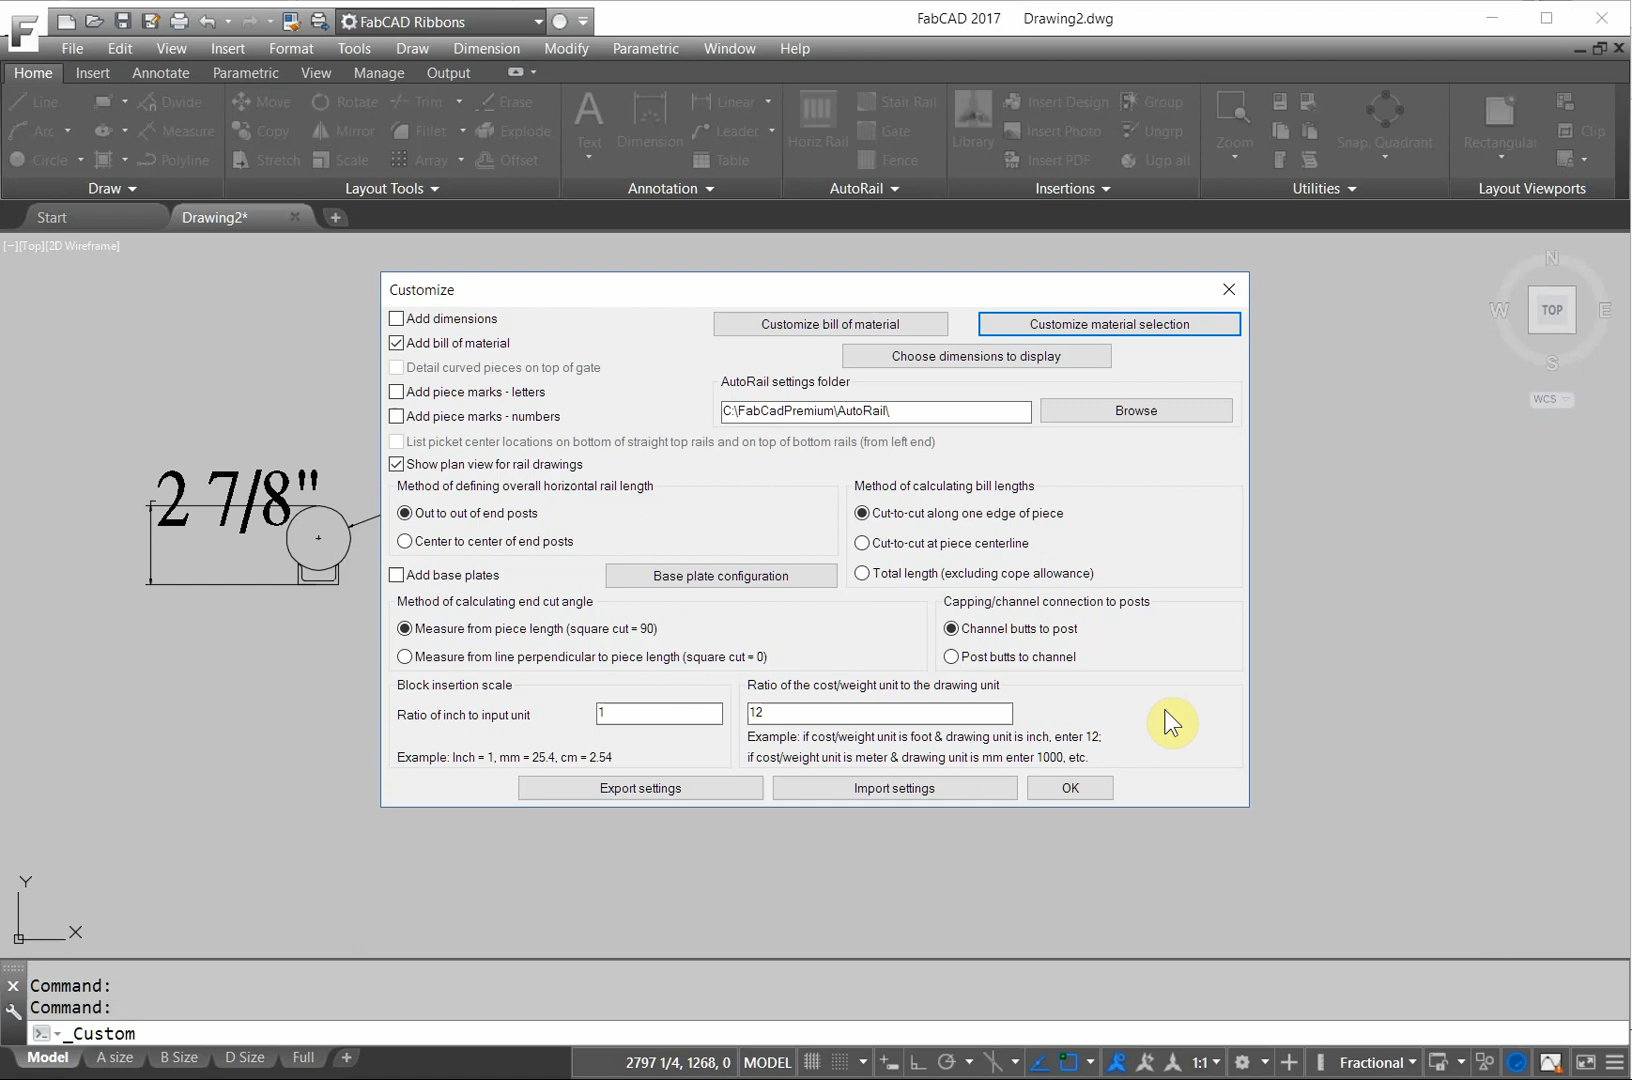 FabCAD Ribbons FabCAD 2017 Drawing2.dwg
File Edit View Insert Format Tools Draw Dimension Modify Parametric Window Help
Home Insert Annotate Parametric View Manage Output
Line Divide Move Rotate Trim Erase Linear Stair Rail Insert Design Group
Arc Measure Copy Mirror Fillet Explode Text Dimension Leader Horiz Rail Gate Library Insert Photo Ungrp Zoom Snap, Quadrant Rectangular Clip
Circle Polyline Stretch Scale Array Offset Table Fence Insert PDF Ugp all
Draw Layout Tools Annotation AutoRail Insertions Utilities Layout Viewports
Start Drawing2*
[−][Top][2D Wireframe]
N
W TOP E
S
WCS
Customize
Add dimensions Customize bill of material Customize material selection
Add bill of material
Choose dimensions to display
Detail curved pieces on top of gate
AutoRail settings folder
Add piece marks - letters
C:\FabCadPremium\AutoRail\ Browse
Add piece marks - numbers
List picket center locations on bottom of straight top rails and on top of bottom rails (from left end)
Show plan view for rail drawings
2 7/8"
Method of defining overall horizontal rail length Method of calculating bill lengths
Out to out of end posts Cut-to-cut along one edge of piece
Center to center of end posts Cut-to-cut at piece centerline
Add base plates Base plate configuration Total length (excluding cope allowance)
Method of calculating end cut angle Capping/channel connection to posts
Measure from piece length (square cut = 90) Channel butts to post
Measure from line perpendicular to piece length (square cut = 0) Post butts to channel
Block insertion scale Ratio of the cost/weight unit to the drawing unit
Ratio of inch to input unit 1 12
Example: if cost/weight unit is foot & drawing unit is inch, enter 12;
Example: Inch = 1, mm = 25.4, cm = 2.54 if cost/weight unit is meter & drawing unit is mm enter 1000, etc.
Export settings Import settings OK
Y
X
Command:
Command:
_Custom
Model A size B Size D Size Full 2797 1/4, 1268, 0 MODEL 1:1 Fractional